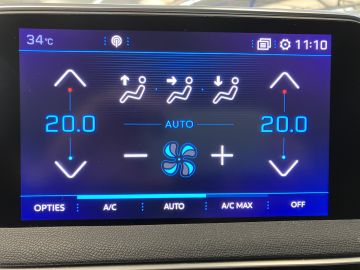 34°C 11:10
20.0 AUTO 20.0
OPTIES A/C AUTO A/C MAX OFF